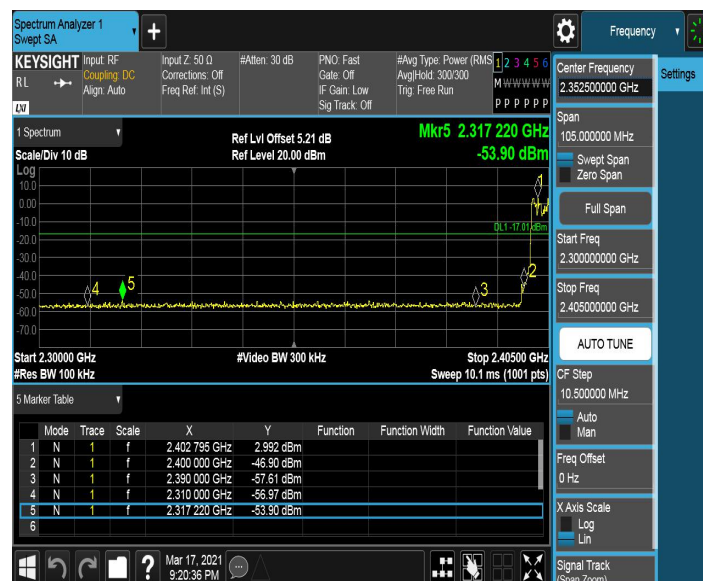 Spectrum Analyzer 1
Swept SA
Frequency
KEYSIGHT
RL
LXI
Input: RF
Coupling: DC
Align: Auto
Input Z: 50 Ω
Corrections: Off
Freq Ref: Int (S)
#Atten: 30 dB
PNO: Fast
Gate: Off
IF Gain: Low
Sig Track: Off
#Avg Type: Power (RMS
Avg|Hold: 300/300
Trig: Free Run
1 2 3 4 5 6
M W W W W W
P P P P P P
Settings
1 Spectrum
Scale/Div 10 dB
Log
Ref Lvl Offset 5.21 dB
Ref Level 20.00 dBm
Mkr5 2.317 220 GHz
-53.90 dBm
10.0
0.00
-10.0
-20.0
-30.0
-40.0
-50.0
-60.0
-70.0
1
DL1 -17.01 dBm
2
3
4
5
Start 2.30000 GHz
#Res BW 100 kHz
#Video BW 300 kHz
Stop 2.40500 GHz
Sweep 10.1 ms (1001 pts)
5 Marker Table
Mode Trace Scale X Y Function Function Width Function Value
1 N 1 f 2.402 795 GHz 2.992 dBm
2 N 1 f 2.400 000 GHz -46.90 dBm
3 N 1 f 2.390 000 GHz -57.61 dBm
4 N 1 f 2.310 000 GHz -56.97 dBm
5 N 1 f 2.317 220 GHz -53.90 dBm
6
Center Frequency
2.352500000 GHz
Span
105.000000 MHz
Swept Span
Zero Span
Full Span
Start Freq
2.300000000 GHz
Stop Freq
2.405000000 GHz
AUTO TUNE
CF Step
10.500000 MHz
Auto
Man
Freq Offset
0 Hz
X Axis Scale
Log
Lin
Signal Track
(Span Zoom)
?
Mar 17, 2021
9:20:36 PM